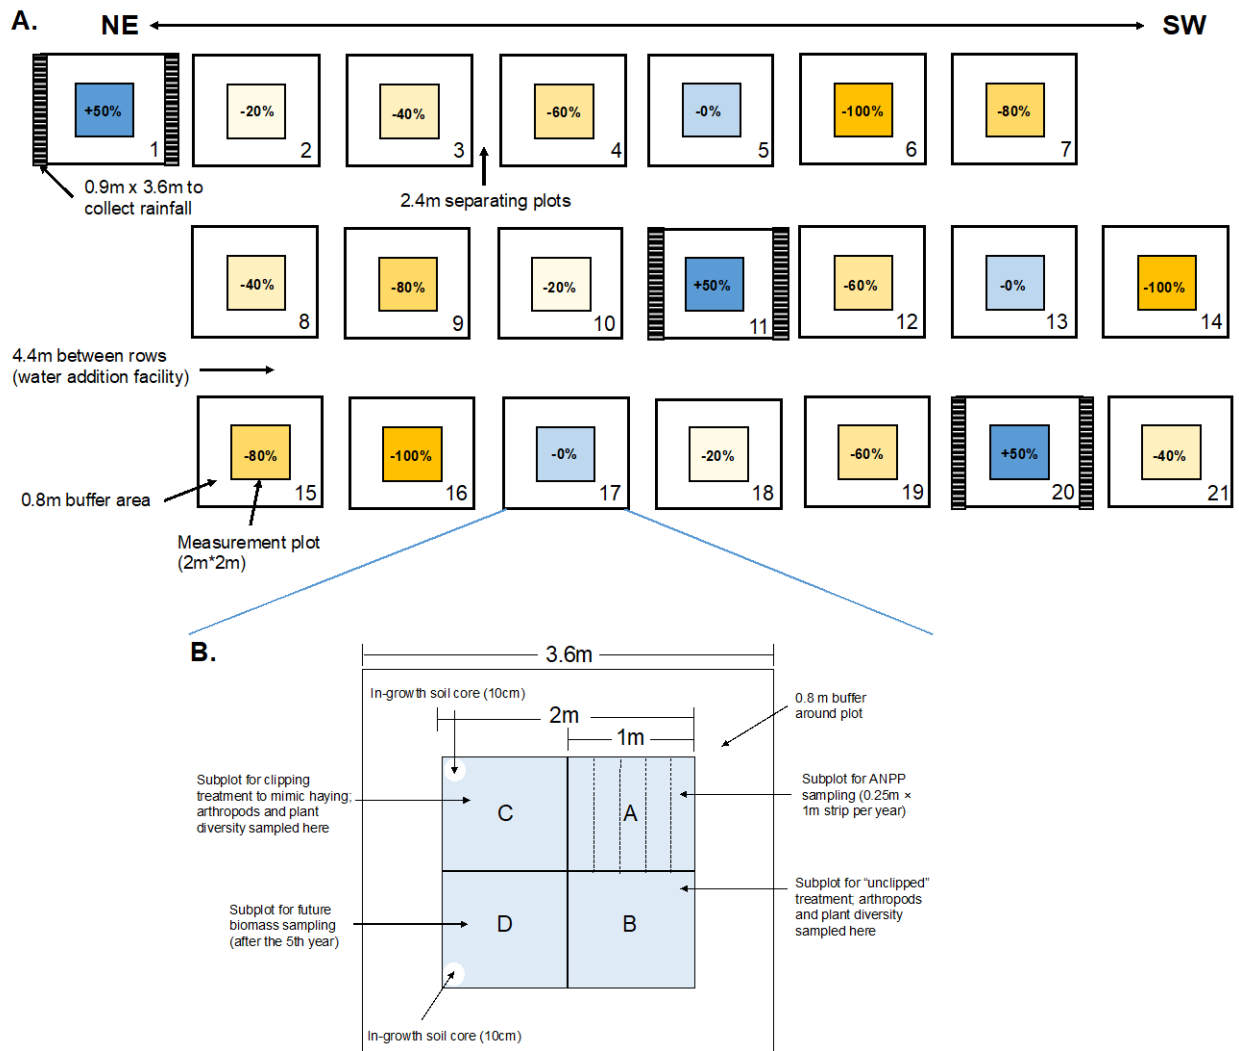 A.
NE
SW
+50%
1
-20%
2
-40%
3
-60%
4
-0%
5
-100%
6
-80%
7
0.9m x 3.6m to
collect rainfall
2.4m separating plots
-40%
8
-80%
9
-20%
10
+50%
11
-60%
12
-0%
13
-100%
14
4.4m between rows
(water addition facility)
-80%
15
-100%
16
-0%
17
-20%
18
-60%
19
+50%
20
-40%
21
0.8m buffer area
Measurement plot
(2m*2m)
B.
3.6m
In-growth soil core (10cm)
2m
1m
0.8 m buffer
around plot
Subplot for clipping
treatment to mimic haying;
arthropods and plant
diversity sampled here
C
A
Subplot for ANPP
sampling (0.25m ×
1m strip per year)
Subplot for future
biomass sampling
(after the 5th year)
D
B
Subplot for “unclipped”
treatment; arthropods
and plant diversity
sampled here
In-growth soil core (10cm)